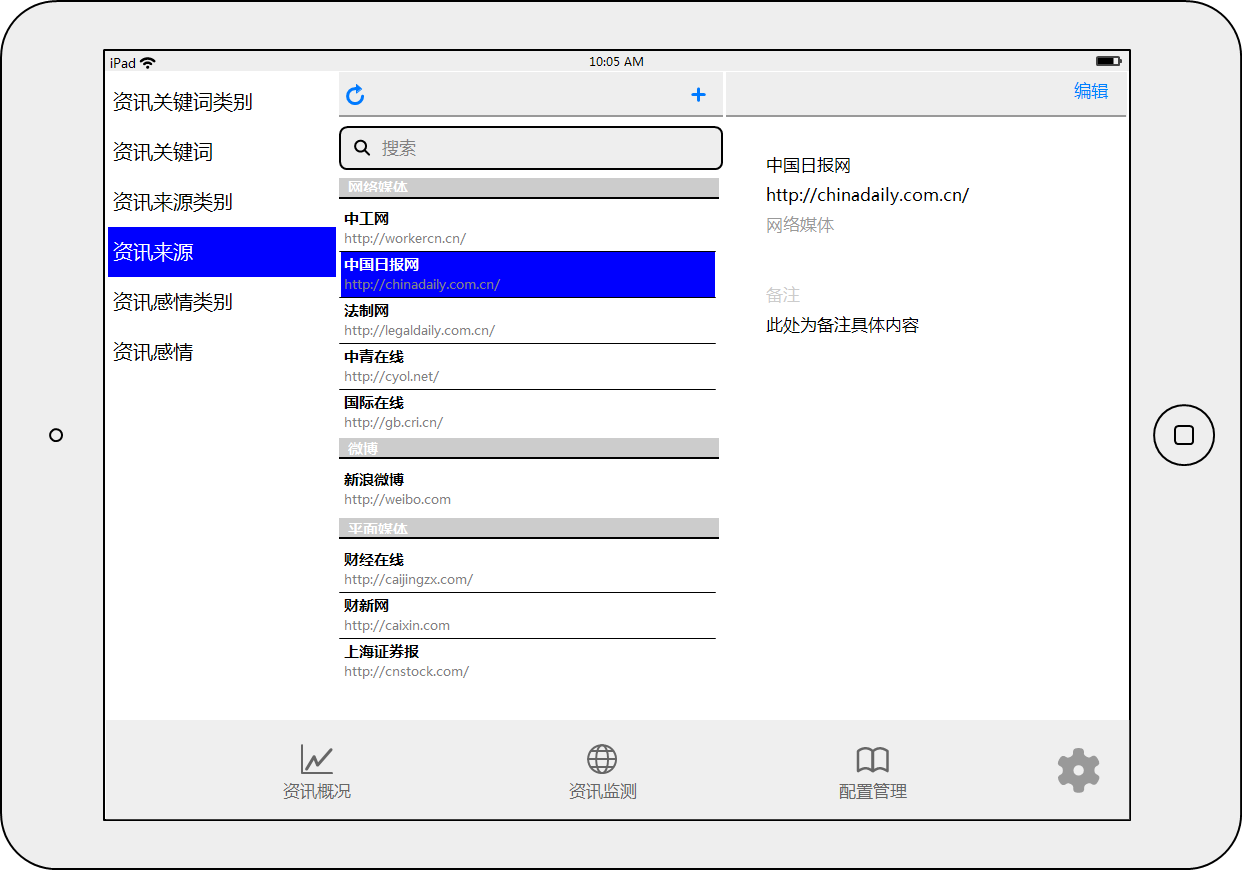 iPad
10:05 AM
资讯关键词类别
资讯关键词
资讯来源类别
资讯来源
资讯感情类别
资讯感情
搜索
网络媒体
中工网
http://workercn.cn/
中国日报网
http://chinadaily.com.cn/
法制网
http://legaldaily.com.cn/
中青在线
http://cyol.net/
国际在线
http://gb.cri.cn/
微博
新浪微博
http://weibo.com
平面媒体
财经在线
http://caijingzx.com/
财新网
http://caixin.com
上海证券报
http://cnstock.com/
编辑
中国日报网
http://chinadaily.com.cn/
网络媒体
备注
此处为备注具体内容
资讯概况
资讯监测
配置管理